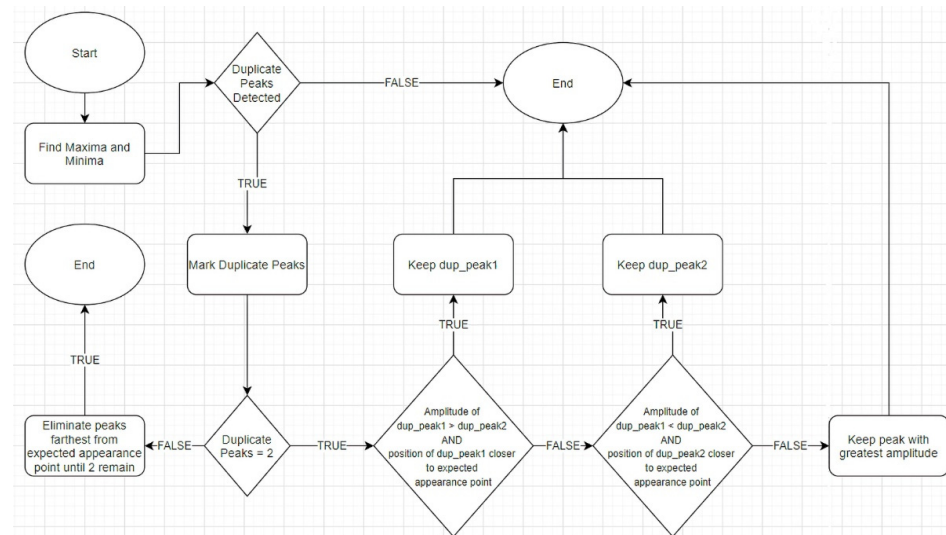 Start
Duplicate
Peaks
Detected
FALSE
End
Find Maxima and
Minima
TRUE
End
Mark Duplicate Peaks
Keep dup_peak1
Keep dup_peak2
TRUE
TRUE
TRUE
Eliminate peaks
farthest from
expected appearance
point until 2 remain
FALSE
Duplicate
Peaks = 2
TRUE
Amplitude of
dup_peak1 > dup_peak2
AND
position of dup_peak1 closer
to expected
appearance point
FALSE
Amplitude of
dup_peak1 < dup_peak2
AND
position of dup_peak2 closer
to expected
appearance point
FALSE
Keep peak with
greatest amplitude